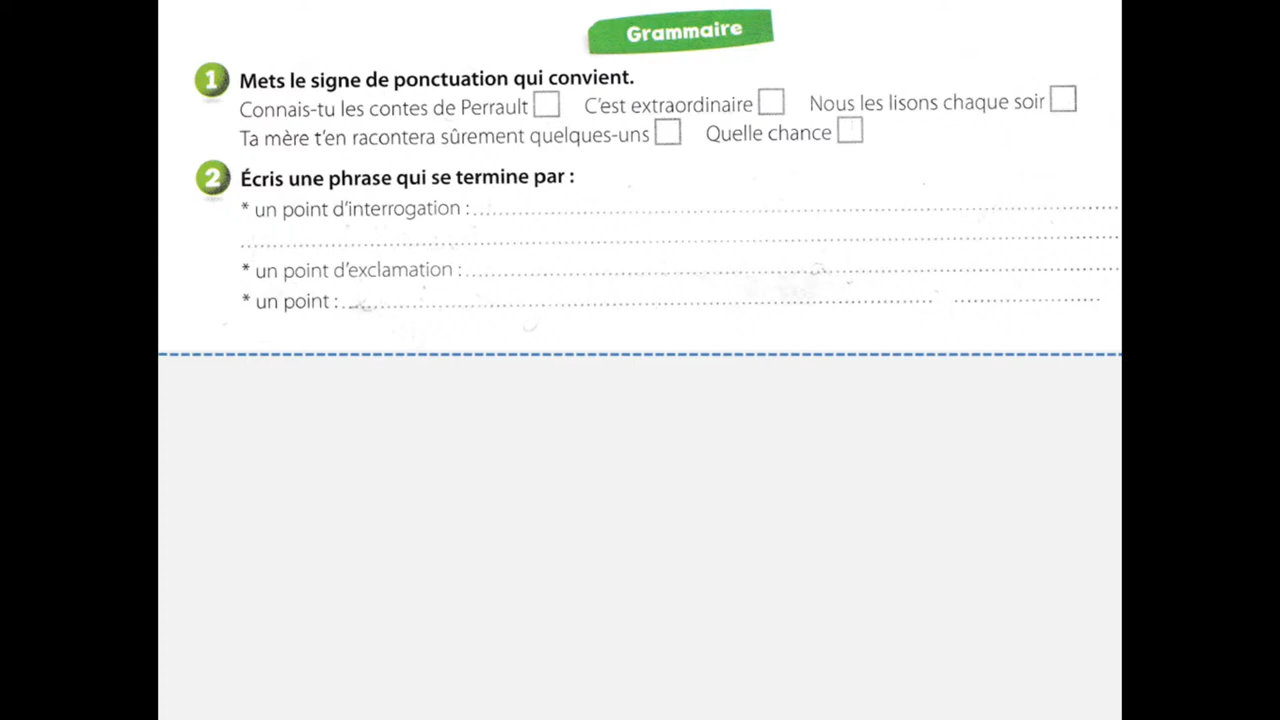 Grammaire
1 Mets le signe de ponctuation qui convient.
Connais-tu les contes de Perrault □ C'est extraordinaire □ Nous les lisons chaque soir □
Ta mère t'en racontera sûrement quelques-uns □ Quelle chance □
2 Écris une phrase qui se termine par :
* un point d'interrogation : ........................................................................
........................................................................
* un point d'exclamation : ........................................................................
* un point : ........................................................................